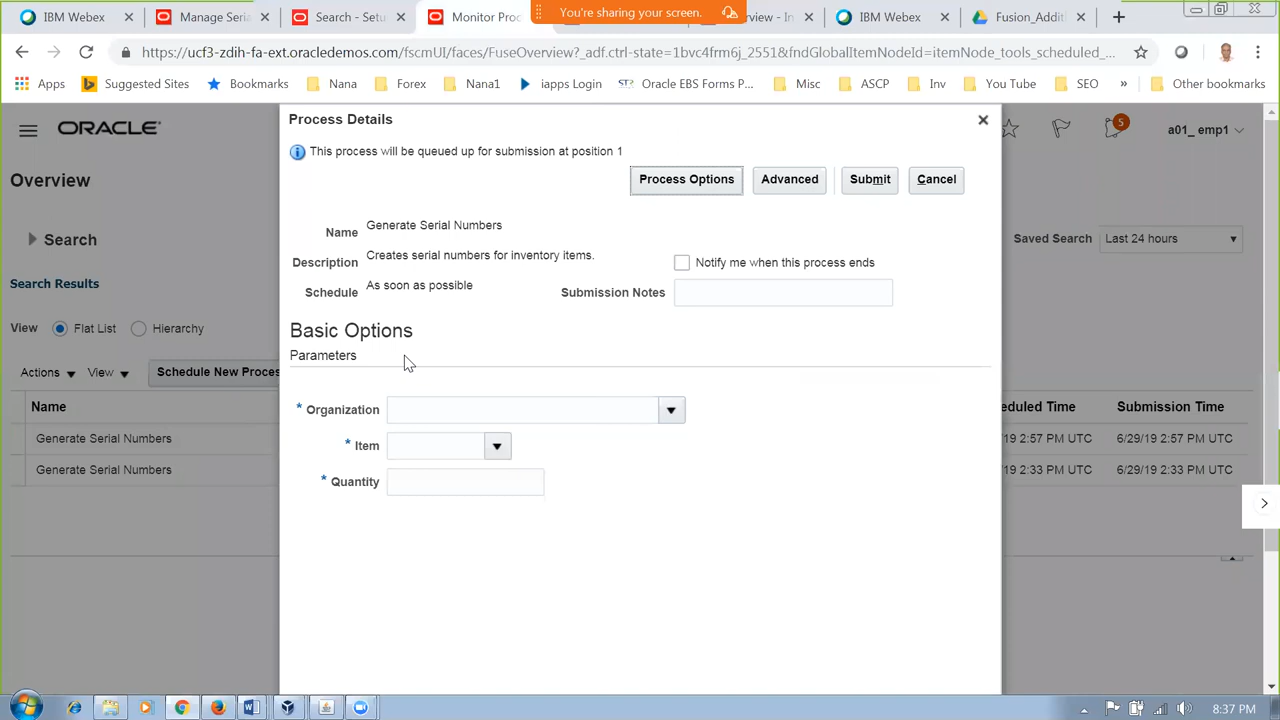 IBM Webex
Manage Seria
Search - Setu
Monitor Proc
You're sharing your screen.
IBM Webex
Fusion_Additi
https://ucf3-zdih-fa-ext.oracledemos.com/fscmUI/faces/FuseOverview?_adf.ctrl-state=1bvc4frm6j_2551&fndGlobalItemNodeId=itemNode_tools_scheduled_...
Apps
Suggested Sites
Bookmarks
Nana
Forex
Nana1
iapps Login
Oracle EBS Forms P...
Misc
ASCP
Inv
You Tube
SEO
»
Other bookmarks
ORACLE
5
a01_ emp1
Overview
Search
Saved Search
Last 24 hours
Search Results
View
Flat List
Hierarchy
Actions
View
Schedule New Proces
Name
eduled Time
Submission Time
Generate Serial Numbers
/19 2:57 PM UTC
6/29/19 2:57 PM UTC
Generate Serial Numbers
/19 2:33 PM UTC
6/29/19 2:33 PM UTC
Process Details
This process will be queued up for submission at position 1
Process Options
Advanced
Submit
Cancel
Name
Generate Serial Numbers
Description
Creates serial numbers for inventory items.
Notify me when this process ends
Schedule
As soon as possible
Submission Notes
Basic Options
Parameters
* Organization
* Item
* Quantity
8:37 PM